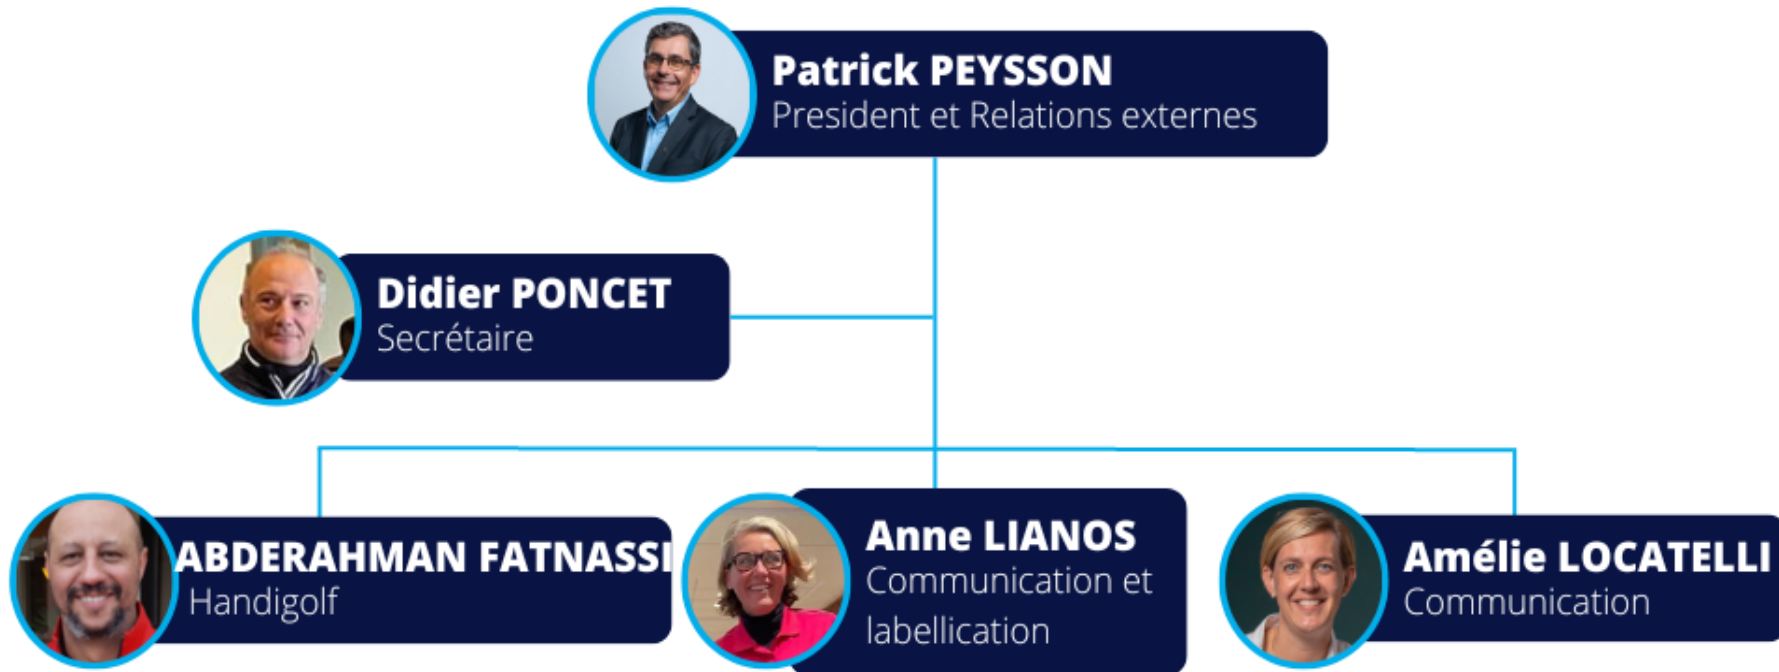 Patrick PEYSSON
President et Relations externes
Didier PONCET
Secrétaire
ABDERAHMAN FATNASSI
Handigolf
Anne LIANOS
Communication et
labellication
Amélie LOCATELLI
Communication